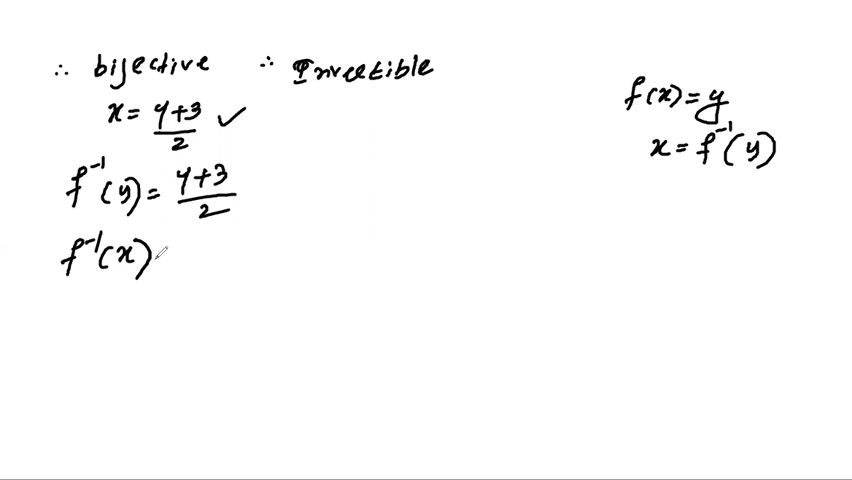 ∴ bijective ∴ Invertible
x = y+3/2 ✓
f⁻¹(y) = y+3/2
f⁻¹(x)
f(x) = y
x = f⁻¹(y)